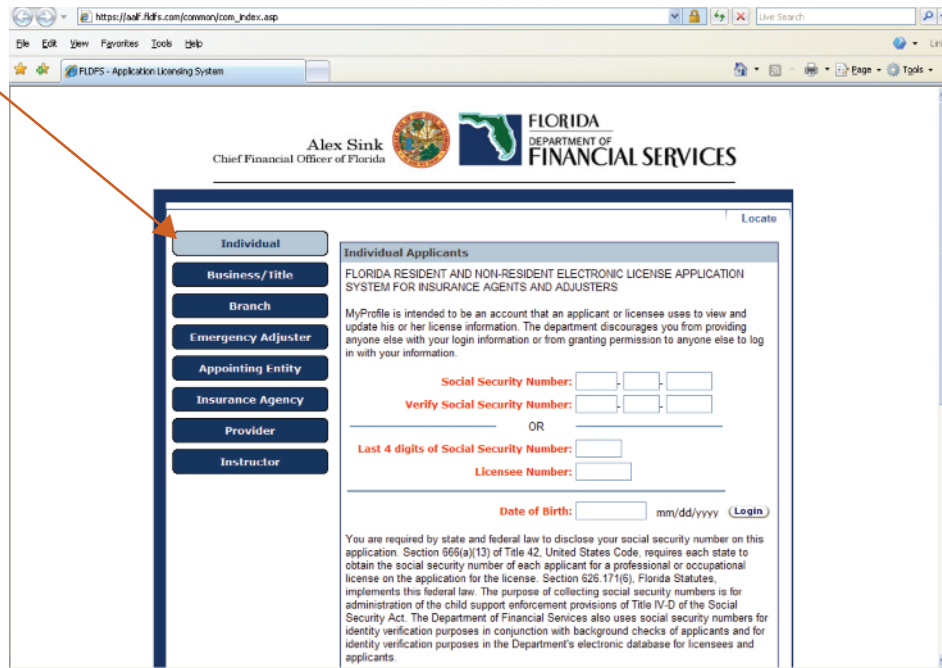 https://aalf.fldfs.com/common/com_index.asp
Live Search
File Edit View Favorites Tools Help
FLDFS - Application Licensing System
Page Tools
Alex Sink
Chief Financial Officer of Florida
FLORIDA
DEPARTMENT OF
FINANCIAL SERVICES
Locate
Individual
Business/Title
Branch
Emergency Adjuster
Appointing Entity
Insurance Agency
Provider
Instructor
Individual Applicants
FLORIDA RESIDENT AND NON-RESIDENT ELECTRONIC LICENSE APPLICATION
SYSTEM FOR INSURANCE AGENTS AND ADJUSTERS
MyProfile is intended to be an account that an applicant or licensee uses to view and
update his or her license information. The department discourages you from providing
anyone else with your login information or from granting permission to anyone else to log
in with your information.
Social Security Number: - -
Verify Social Security Number: - -
OR
Last 4 digits of Social Security Number:
Licensee Number:
Date of Birth: mm/dd/yyyy Login
You are required by state and federal law to disclose your social security number on this
application. Section 666(a)(13) of Title 42, United States Code, requires each state to
obtain the social security number of each applicant for a professional or occupational
license on the application for the license. Section 626.171(6), Florida Statutes,
implements this federal law. The purpose of collecting social security numbers is for
administration of the child support enforcement provisions of Title IV-D of the Social
Security Act. The Department of Financial Services also uses social security numbers for
identity verification purposes in conjunction with background checks of applicants and for
identity verification purposes in the Department's electronic database for licensees and
applicants.